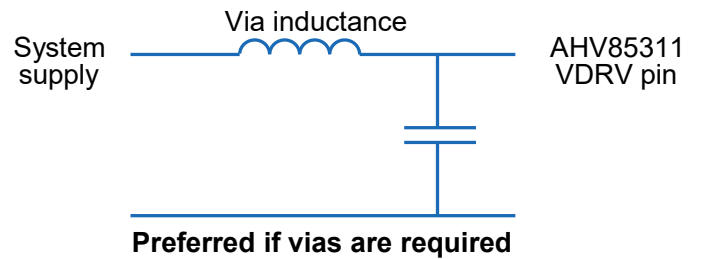 Via inductance
System
supply
AHV85311
VDRV pin
Preferred if vias are required